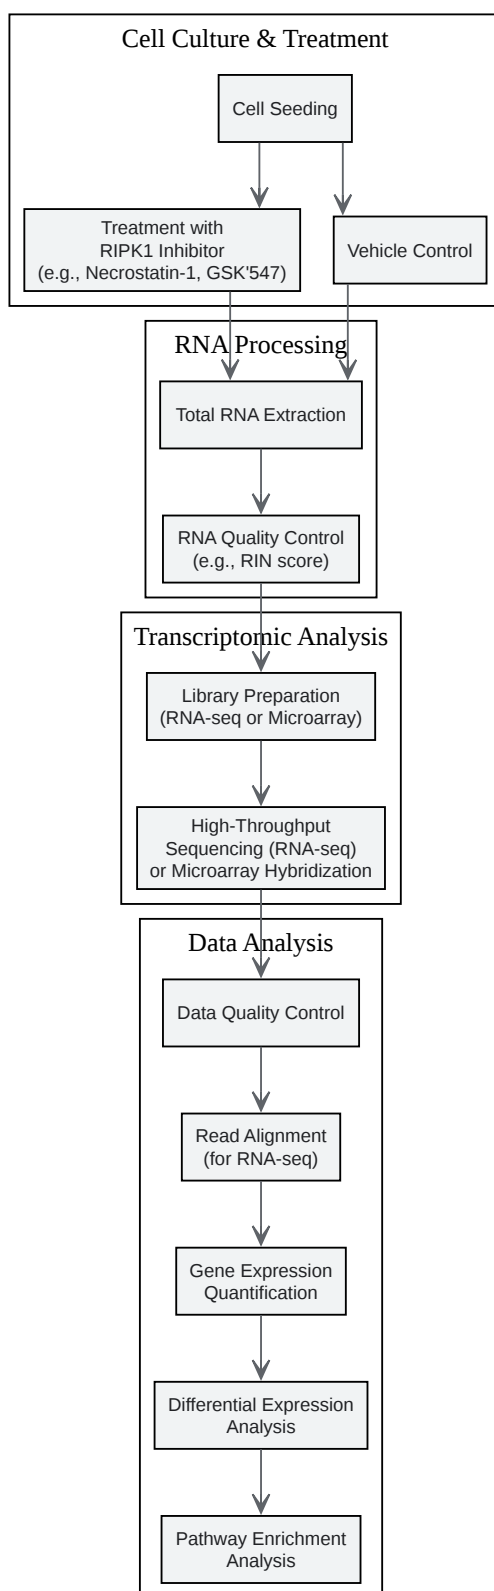 Cell Culture & Treatment
Cell Seeding
Treatment with
RIPK1 Inhibitor
(e.g., Necrostatin-1, GSK'547)
Vehicle Control
RNA Processing
Total RNA Extraction
RNA Quality Control
(e.g., RIN score)
Transcriptomic Analysis
Library Preparation
(RNA-seq or Microarray)
High-Throughput
Sequencing (RNA-seq)
or Microarray Hybridization
Data Analysis
Data Quality Control
Read Alignment
(for RNA-seq)
Gene Expression
Quantification
Differential Expression
Analysis
Pathway Enrichment
Analysis